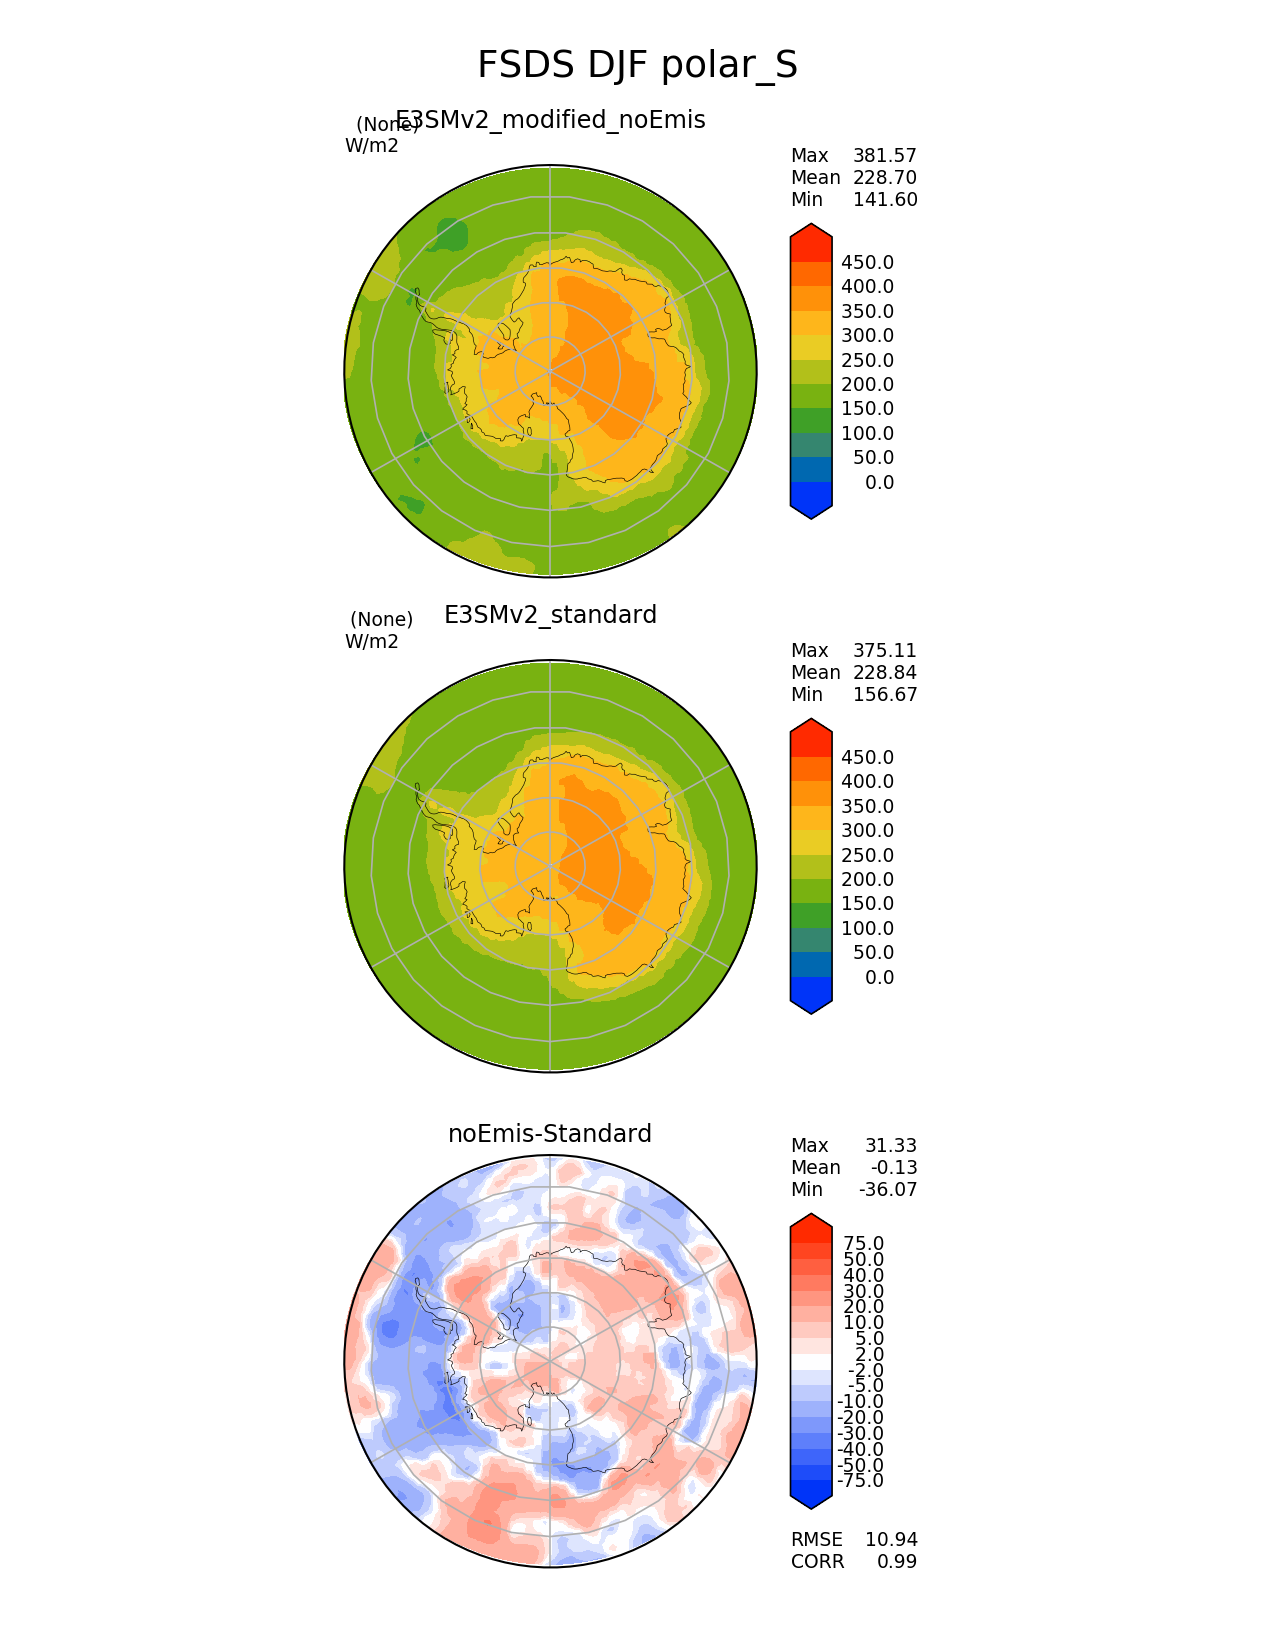 FSDS DJF polar_S
E3SMv2_modified_noEmis
(None)
W/m2
Max 381.57
Mean 228.70
Min 141.60
450.0
400.0
350.0
300.0
250.0
200.0
150.0
100.0
50.0
0.0
(None)
E3SMv2_standard
W/m2
Max 375.11
Mean 228.84
Min 156.67
450.0
400.0
350.0
300.0
250.0
200.0
150.0
100.0
50.0
0.0
noEmis-Standard
Max 31.33
Mean -0.13
Min -36.07
75.0
50.0
40.0
30.0
20.0
10.0
5.0
2.0
-2.0
-5.0
-10.0
-20.0
-30.0
-40.0
-50.0
-75.0
RMSE 10.94
CORR 0.99